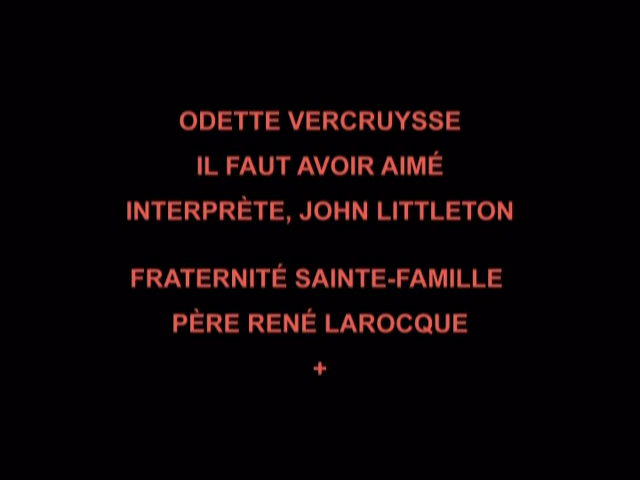 ODETTE VERCRUYSSE
IL FAUT AVOIR AIMÉ
INTERPRÈTE, JOHN LITTLETON
FRATERNITÉ SAINTE-FAMILLE
PÈRE RENÉ LAROCQUE
+